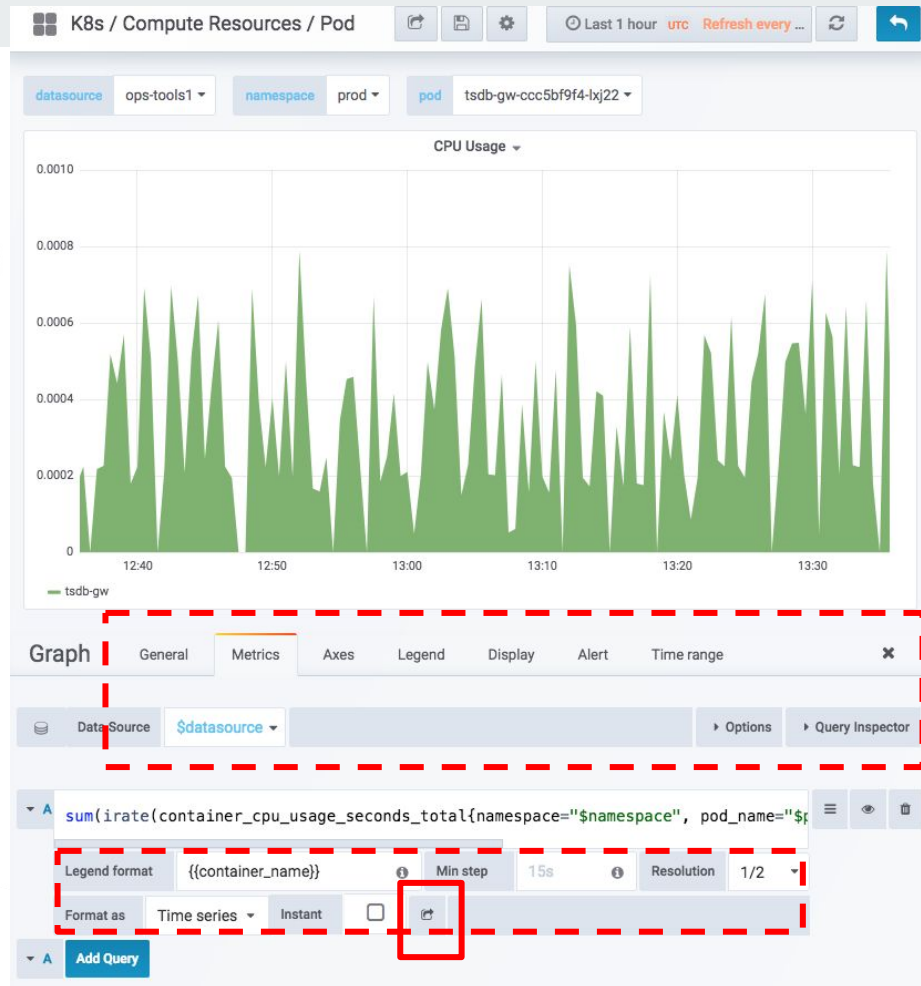 K8s / Compute Resources / Pod Last 1 hour UTC Refresh every ...
datasource ops-tools1 namespace prod pod tsdb-gw-ccc5bf9f4-lxj22
CPU Usage
0.0010
0.0008
0.0006
0.0004
0.0002
0
12:40 12:50 13:00 13:10 13:20 13:30
tsdb-gw
Graph General Metrics Axes Legend Display Alert Time range
Data Source $datasource Options Query Inspector
A sum(irate(container_cpu_usage_seconds_total{namespace="$namespace", pod_name="$p
Legend format {{container_name}} Min step 15s Resolution 1/2
Format as Time series Instant
A Add Query